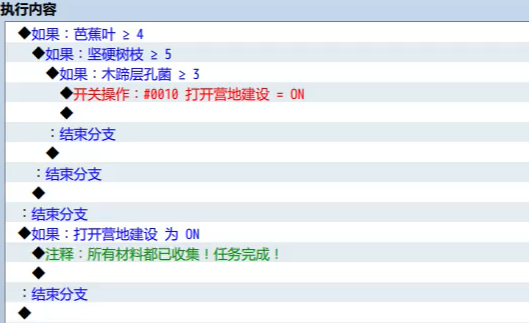 执行内容
◆如果：芭蕉叶 ≥ 4
◆如果：坚硬树枝 ≥ 5
◆如果：木蹄层孔菌 ≥ 3
◆开关操作：#0010 打开营地建设 = ON
◆
：结束分支
◆
：结束分支
◆
：结束分支
◆如果：打开营地建设 为 ON
◆注释：所有材料都已收集！任务完成！
◆
：结束分支
◆